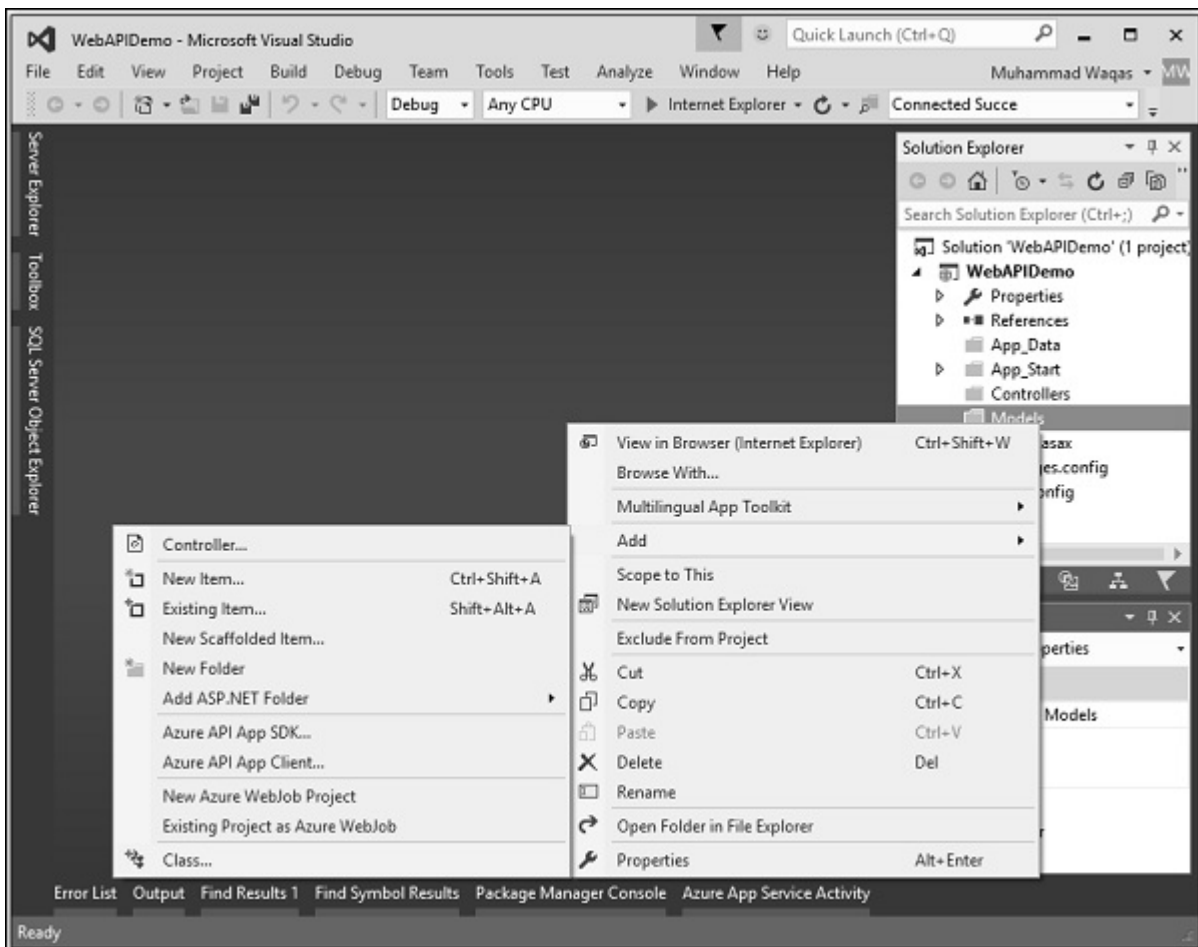 WebAPIDemo - Microsoft Visual Studio
Quick Launch (Ctrl+Q)
File Edit View Project Build Debug Team Tools Test Analyze Window Help
Muhammad Waqas
MW
Debug
Any CPU
Internet Explorer
Connected Succe
Server Explorer
Toolbox
SQL Server Object Explorer
Solution Explorer
Search Solution Explorer (Ctrl+;)
Solution 'WebAPIDemo' (1 project)
WebAPIDemo
Properties
References
App_Data
App_Start
Controllers
Models
asax
es.config
nfig
View in Browser (Internet Explorer) Ctrl+Shift+W
Browse With...
Multilingual App Toolkit
Add
Scope to This
New Solution Explorer View
Exclude From Project
Cut Ctrl+X
Copy Ctrl+C
Paste Ctrl+V
Delete Del
Rename
Open Folder in File Explorer
Properties Alt+Enter
Controller...
New Item... Ctrl+Shift+A
Existing Item... Shift+Alt+A
New Scaffolded Item...
New Folder
Add ASP.NET Folder
Azure API App SDK...
Azure API App Client...
New Azure WebJob Project
Existing Project as Azure WebJob
Class...
perties
Models
Error List Output Find Results 1 Find Symbol Results Package Manager Console Azure App Service Activity
Ready